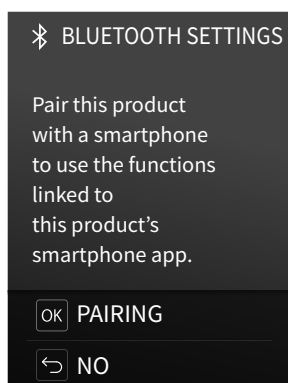 BLUETOOTH SETTINGS
Pair this product
with a smartphone
to use the functions
linked to
this product's
smartphone app.
OK PAIRING
NO